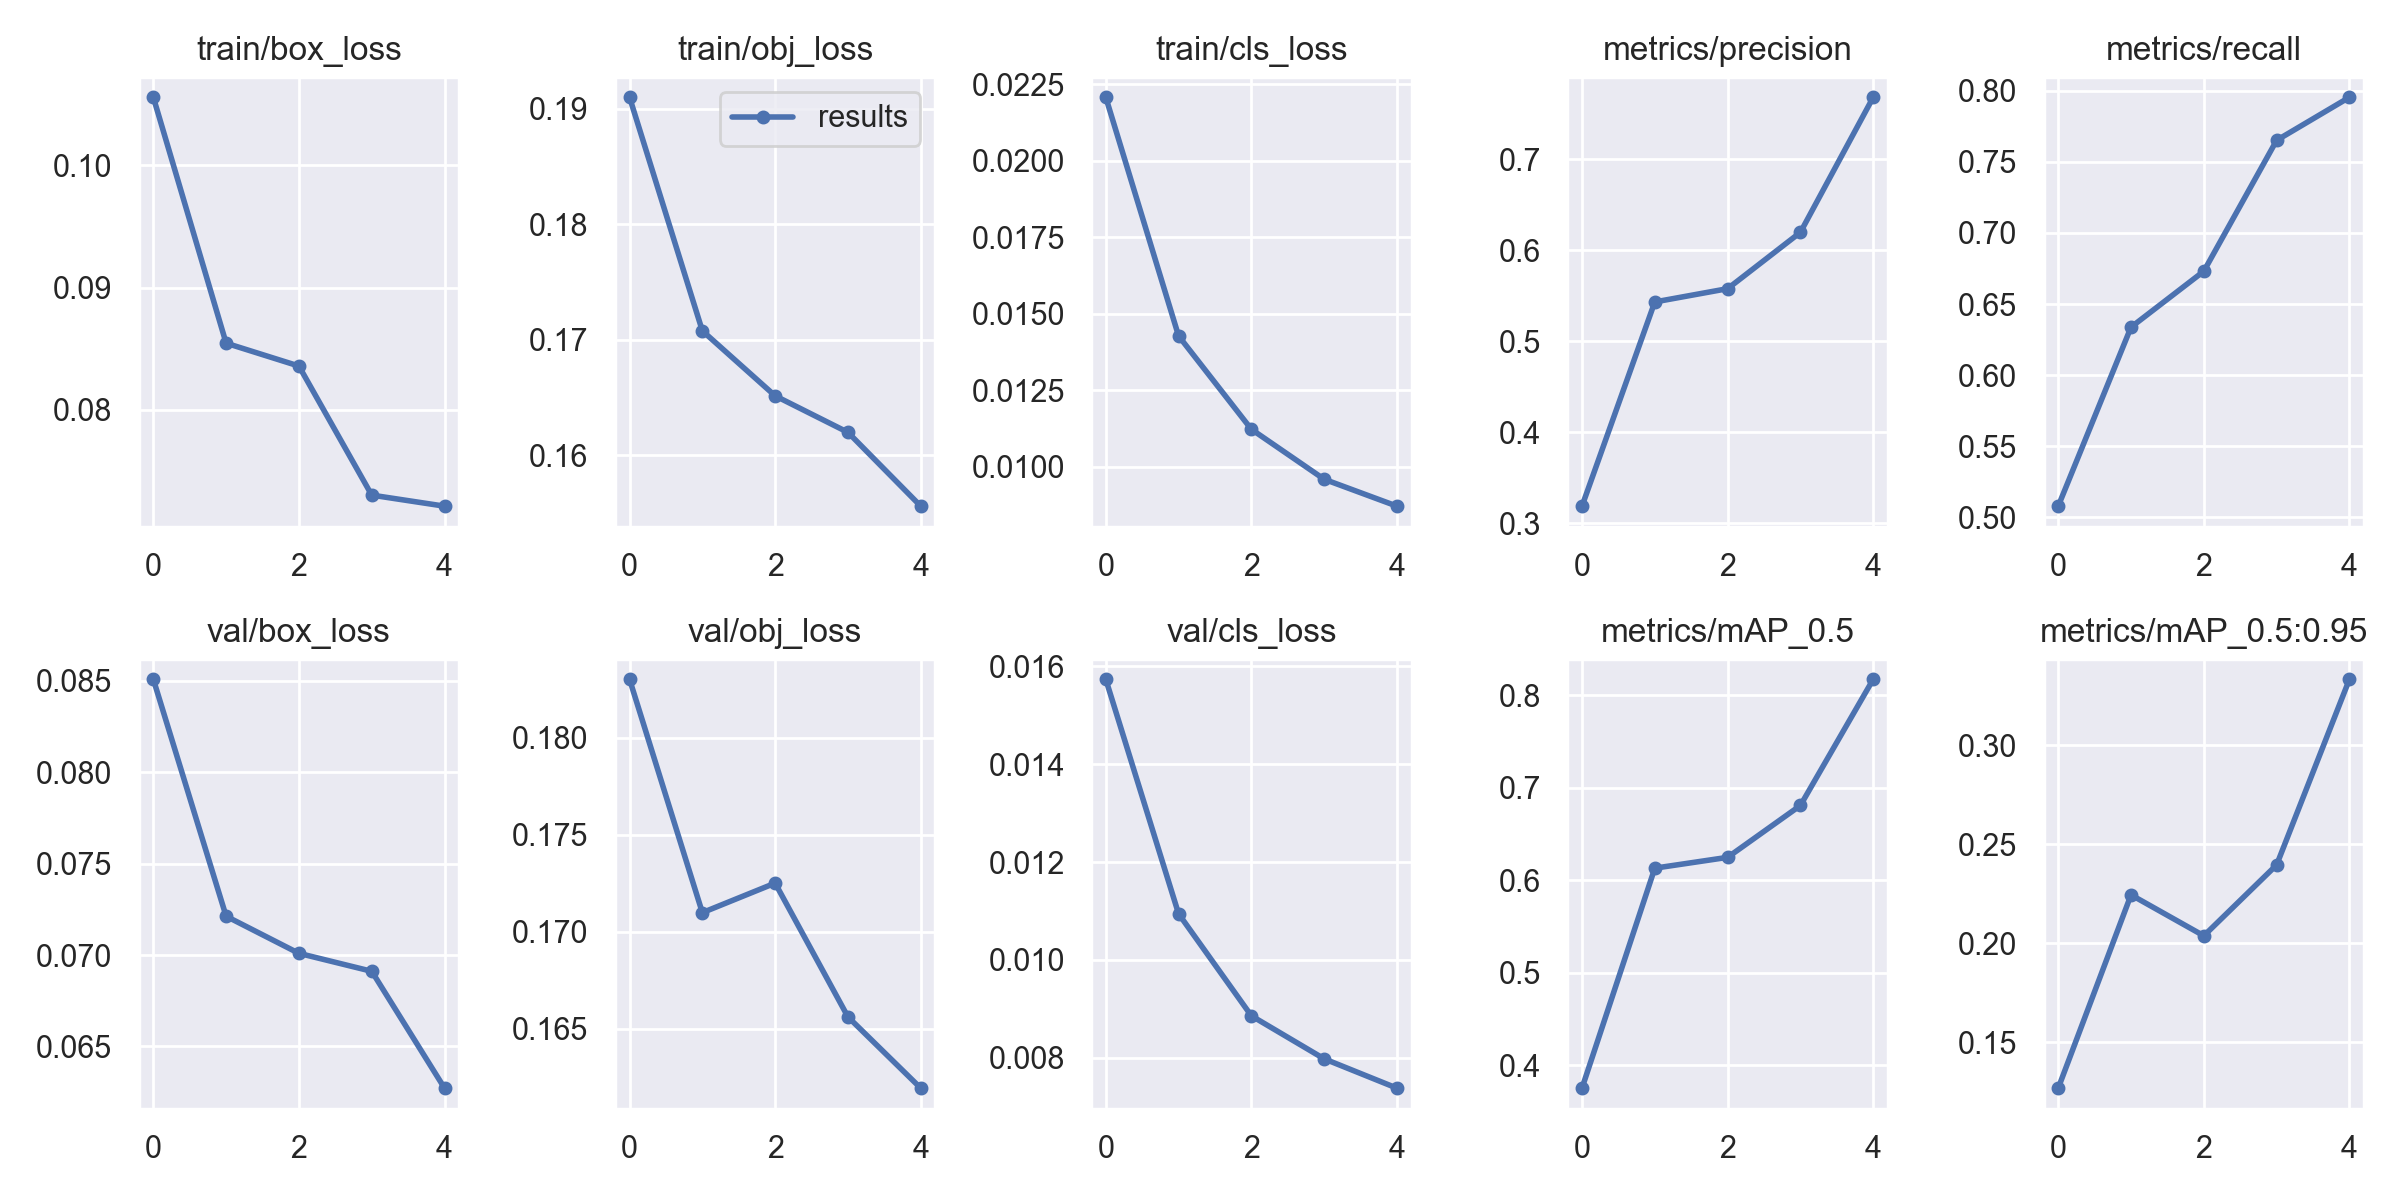 train/box_loss
0.10
0.09
0.08
0 2 4
train/obj_loss
results
0.19
0.18
0.17
0.16
0 2 4
train/cls_loss
0.0225
0.0200
0.0175
0.0150
0.0125
0.0100
0 2 4
metrics/precision
0.7
0.6
0.5
0.4
0.3
0 2 4
metrics/recall
0.80
0.75
0.70
0.65
0.60
0.55
0.50
0 2 4
val/box_loss
0.085
0.080
0.075
0.070
0.065
0 2 4
val/obj_loss
0.180
0.175
0.170
0.165
0 2 4
val/cls_loss
0.016
0.014
0.012
0.010
0.008
0 2 4
metrics/mAP_0.5
0.8
0.7
0.6
0.5
0.4
0 2 4
metrics/mAP_0.5:0.95
0.30
0.25
0.20
0.15
0 2 4